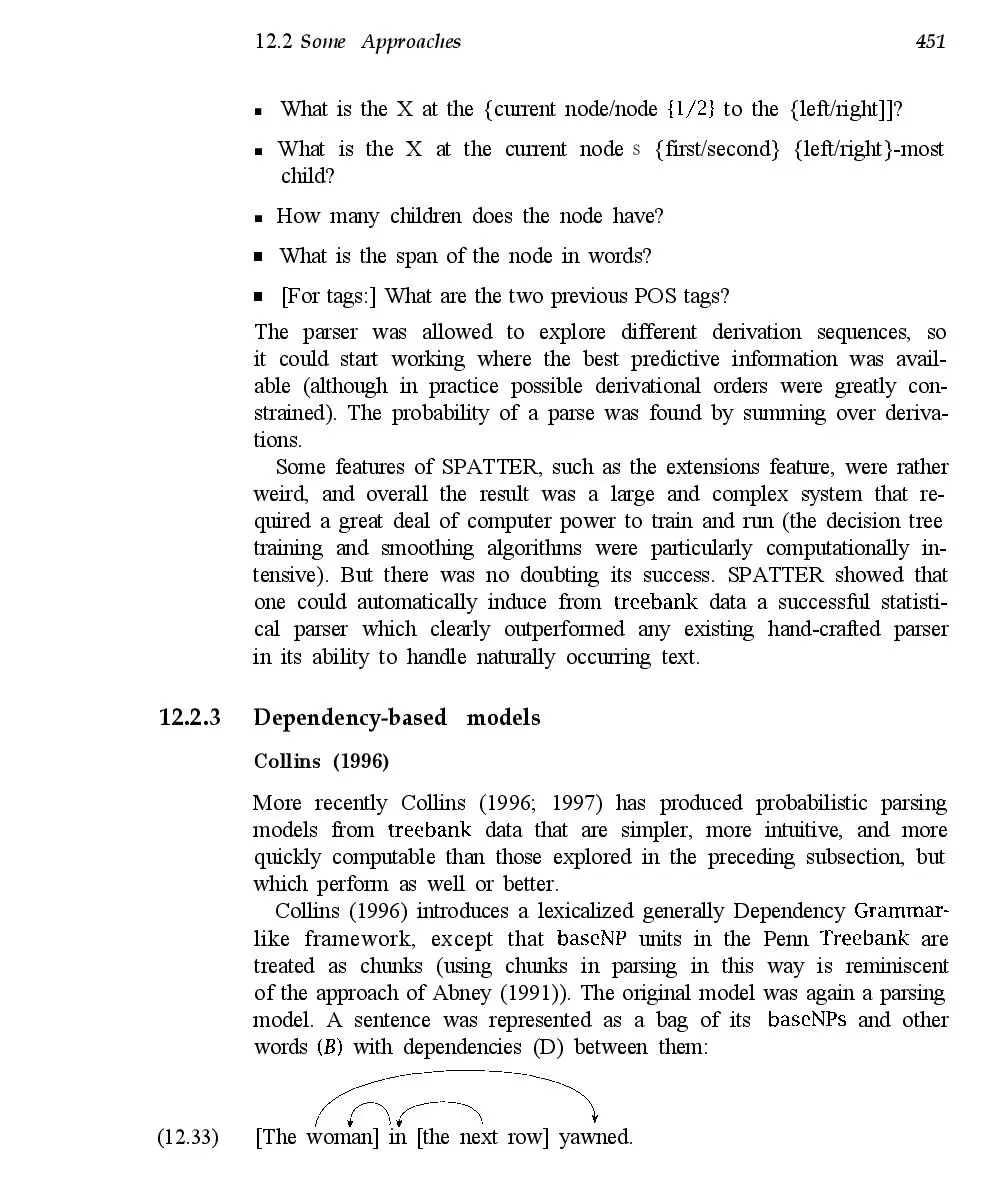 12.2 Some Approaches 451
■ What is the X at the {current node/node {1/2} to the {left/right]]?
■ What is the X at the current node s {first/second} {left/right}-most
child?
■ How many children does the node have?
■ What is the span of the node in words?
■ [For tags:] What are the two previous POS tags?
The parser was allowed to explore different derivation sequences, so
it could start working where the best predictive information was avail-
able (although in practice possible derivational orders were greatly con-
strained). The probability of a parse was found by summing over deriva-
tions.
Some features of SPATTER, such as the extensions feature, were rather
weird, and overall the result was a large and complex system that re-
quired a great deal of computer power to train and run (the decision tree
training and smoothing algorithms were particularly computationally in-
tensive). But there was no doubting its success. SPATTER showed that
one could automatically induce from treebank data a successful statisti-
cal parser which clearly outperformed any existing hand-crafted parser
in its ability to handle naturally occurring text.
12.2.3 Dependency-based models
Collins (1996)
More recently Collins (1996; 1997) has produced probabilistic parsing
models from treebank data that are simpler, more intuitive, and more
quickly computable than those explored in the preceding subsection, but
which perform as well or better.
Collins (1996) introduces a lexicalized generally Dependency Grammar-
like framework, except that baseNP units in the Penn Treebank are
treated as chunks (using chunks in parsing in this way is reminiscent
of the approach of Abney (1991)). The original model was again a parsing
model. A sentence was represented as a bag of its baseNPs and other
words (B) with dependencies (D) between them:
(12.33) [The woman] in [the next row] yawned.